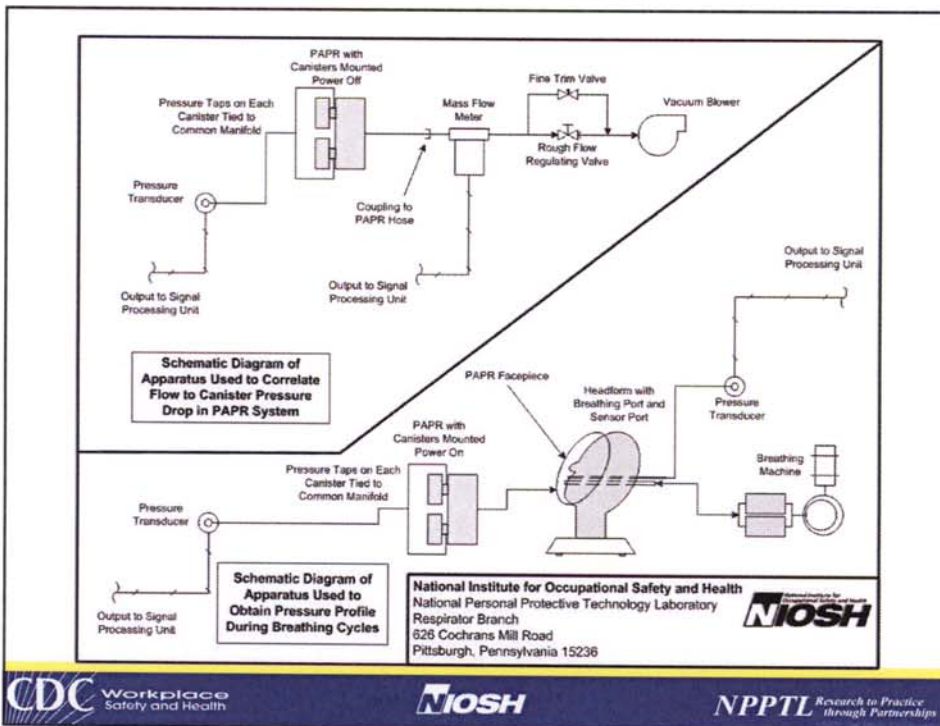 PAPR with
Canisters Mounted
Power Off
Pressure Taps on Each
Canister Tied to
Common Manifold
Mass Flow
Meter
Fine Trim Valve
Vacuum Blower
Rough Flow
Regulating Valve
Pressure
Transducer
Coupling to
PAPR Hose
Output to Signal
Processing Unit
Output to Signal
Processing Unit
Schematic Diagram of
Apparatus Used to Correlate
Flow to Canister Pressure
Drop in PAPR System
Output to Signal
Processing Unit
PAPR Facepiece
Headform with
Breathing Port and
Sensor Port
Pressure
Transducer
PAPR with
Canisters Mounted
Power On
Breathing
Machine
Pressure Taps on Each
Canister Tied to
Common Manifold
Pressure
Transducer
Output to Signal
Processing Unit
Schematic Diagram of
Apparatus Used to
Obtain Pressure Profile
During Breathing Cycles
National Institute for Occupational Safety and Health
National Personal Protective Technology Laboratory
Respirator Branch
626 Cochrans Mill Road
Pittsburgh, Pennsylvania 15236
National Institute for
Occupational Safety and Health
NIOSH
CDC Workplace
Safety and Health
NIOSH
NPPTL Research to Practice
through Partnerships